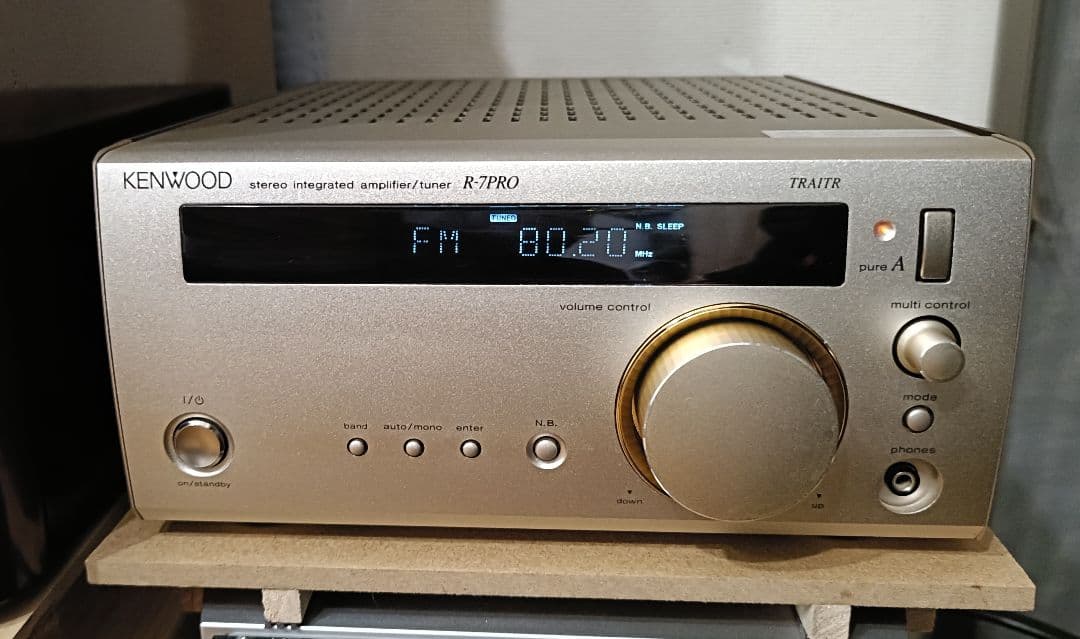 KENWOOD stereo integrated amplifier/tuner R-7PRO TRAITR
TUNED
N.B. SLEEP
FM 80.20 MHz
pure A
volume control
multi control
I/⏻
mode
band auto/mono enter N.B.
phones
on/standby
down up